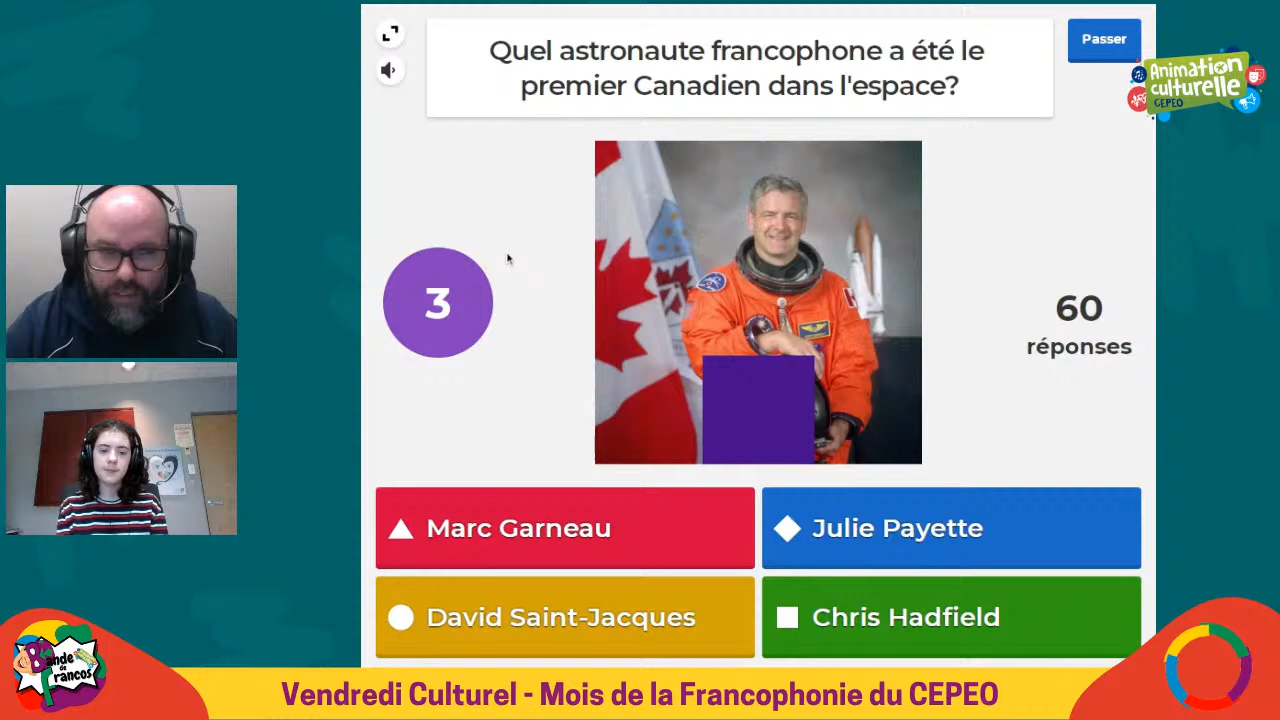 Quel astronaute francophone a été le
premier Canadien dans l'espace?
Passer
Animation
culturelle
CEPEO
3
60
réponses
Marc Garneau
Julie Payette
David Saint-Jacques
Chris Hadfield
Bande
de
Francos
Vendredi Culturel - Mois de la Francophonie du CEPEO